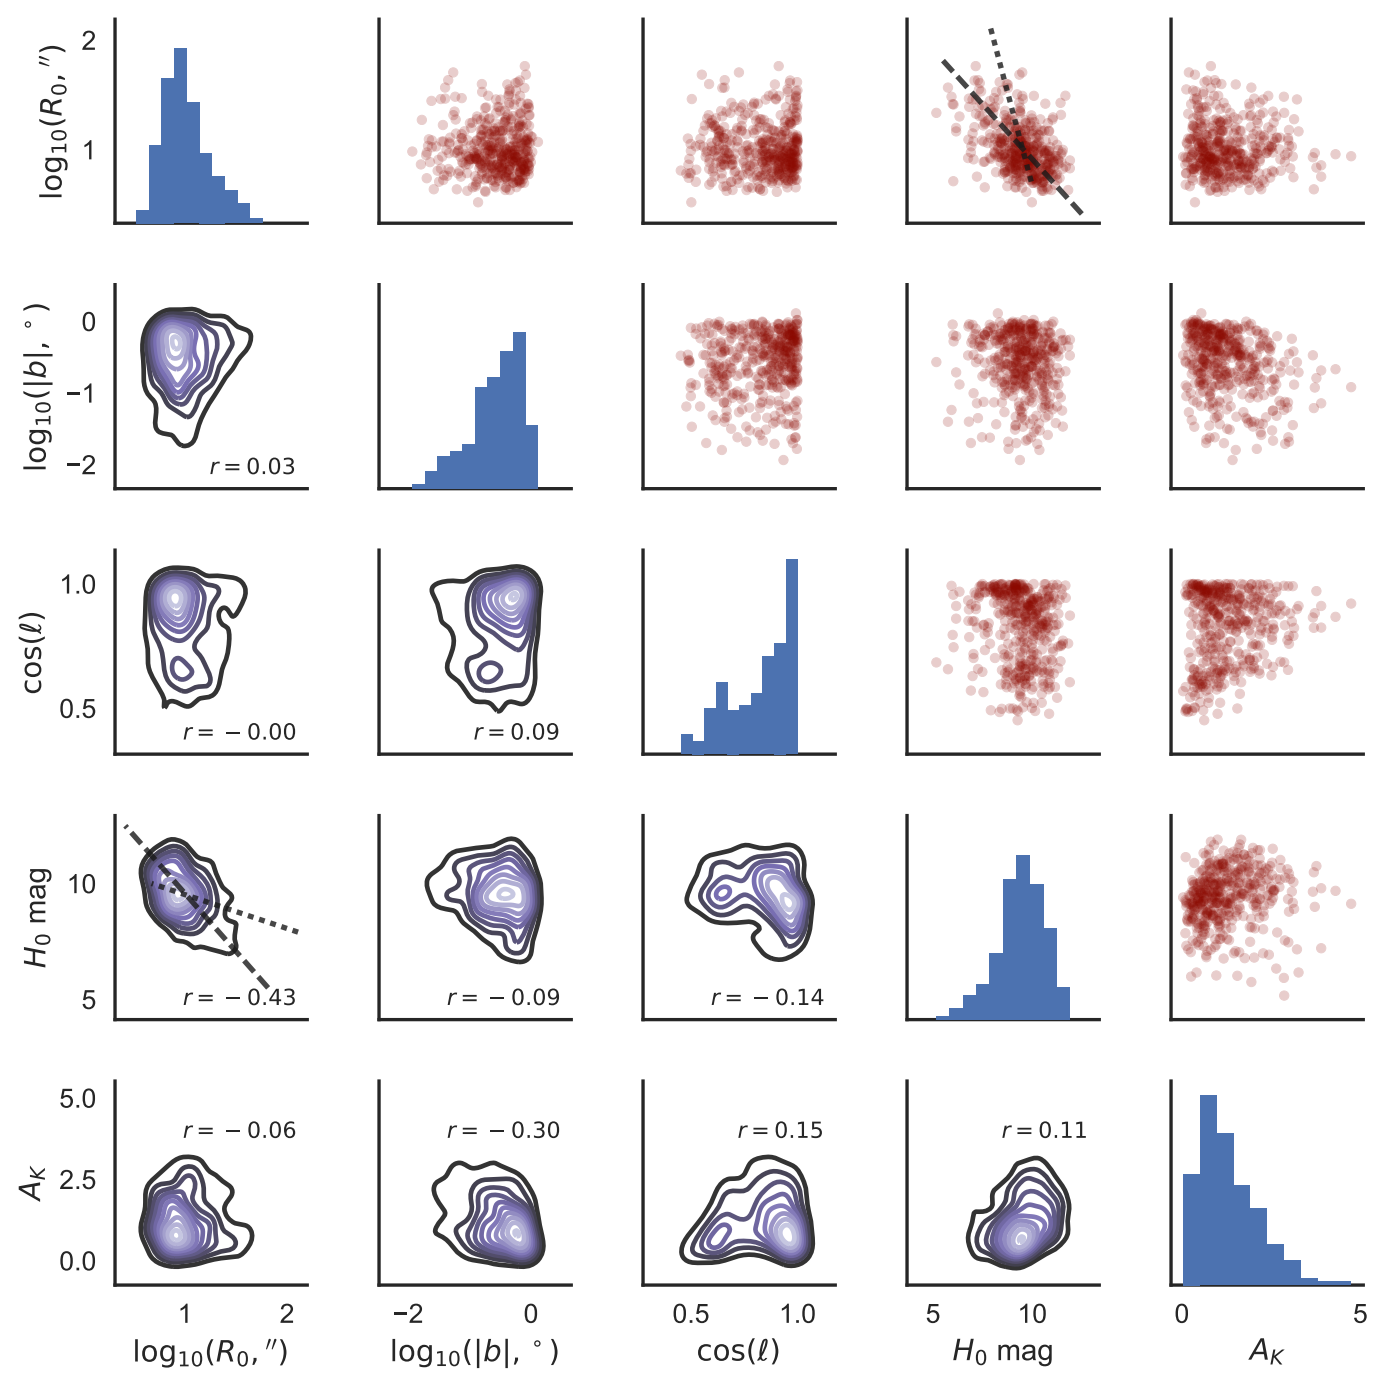 2
1
log₁₀(R₀, ″)
0
−1
−2
log₁₀(|b|, °)
r = 0.03
1.0
0.5
cos(ℓ)
r = − 0.00
r = 0.09
10
5
H₀ mag
r = − 0.43
r = − 0.09
r = − 0.14
5.0
2.5
0.0
A_K
r = − 0.06
r = − 0.30
r = 0.15
r = 0.11
1 2
−2 0
0.5 1.0
5 10
0 5
log₁₀(R₀, ″)
log₁₀(|b|, °)
cos(ℓ)
H₀ mag
A_K